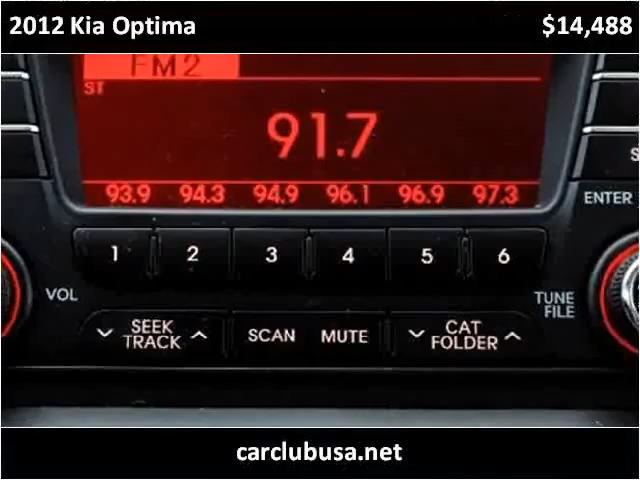 2012 Kia Optima $14,488
FM2
ST
91.7
93.9 94.3 94.9 96.1 96.9 97.3
ENTER
1 2 3 4 5 6
VOL
TUNE
FILE
SEEK
TRACK
SCAN MUTE
CAT
FOLDER
carclubusa.net